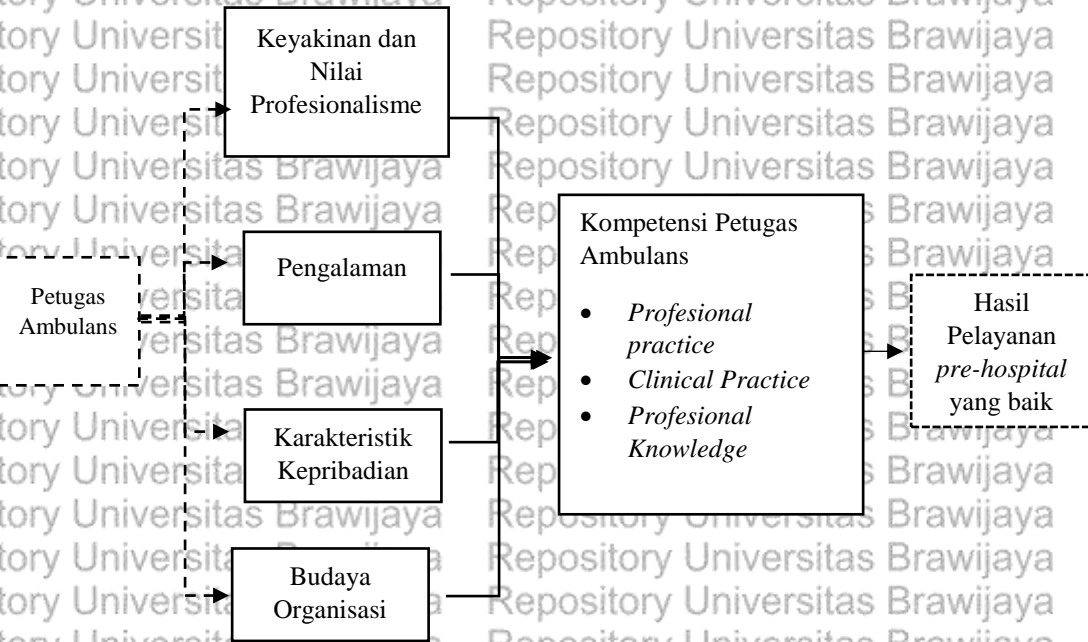 Keyakinan dan
Nilai
Profesionalisme
Petugas
Ambulans
Pengalaman
Karakteristik
Kepribadian
Budaya
Organisasi
Kompetensi Petugas
Ambulans
• Profesional
practice
• Clinical Practice
• Profesional
Knowledge
Hasil
Pelayanan
pre-hospital
yang baik
Repository Universitas Brawijaya